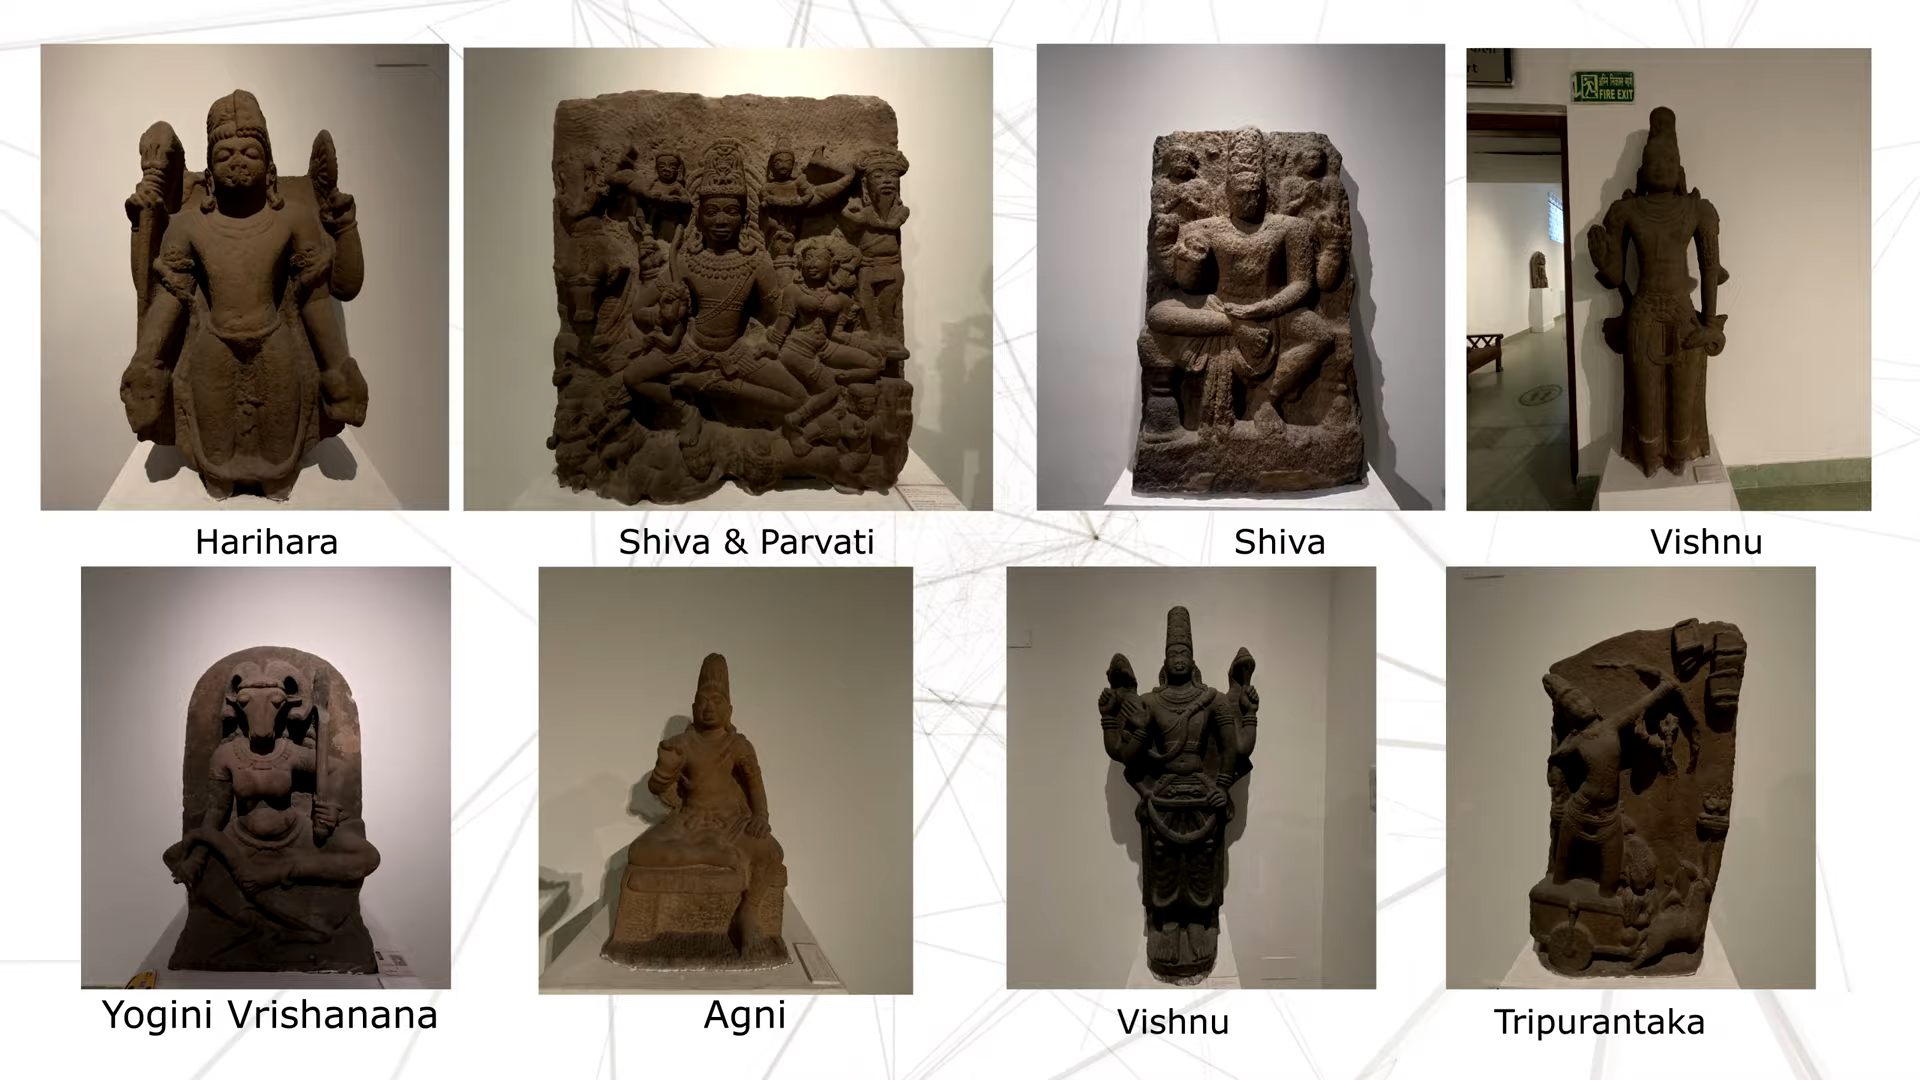 FIRE EXIT
Harihara
Shiva & Parvati
Shiva
Vishnu
Yogini Vrishanana
Agni
Vishnu
Tripurantaka